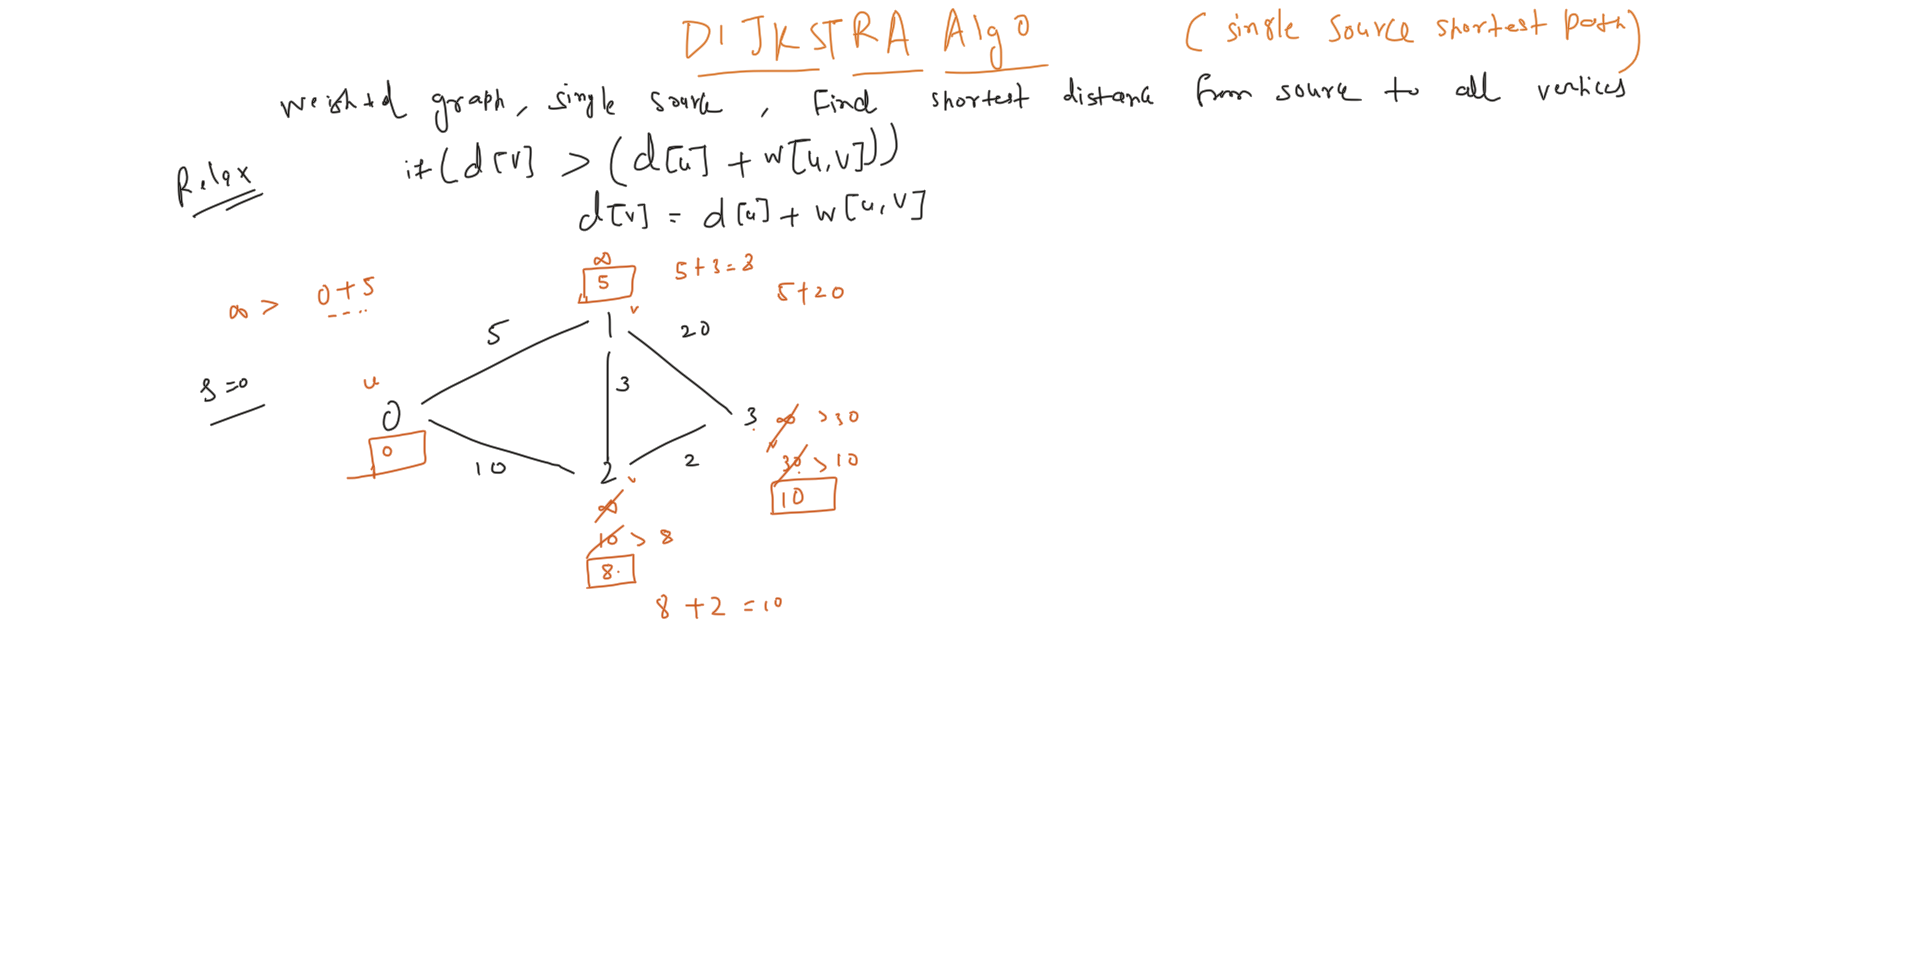 DIJKSTRA Algo (single source shortest path)
weighted graph, single source, Find shortest distance from source to all vertices
Relax if(d[v] > (d[u] + w[u,v]))
d[v] = d[u] + w[u,v]
∞
5
5+3=8
5+20
∞ > 0+5
v
5
1
20
s=0
u
3
0
3
∞ >30
0
10
2
v
2
30 >10
10
∞
10 > 8
8
8+2 =10